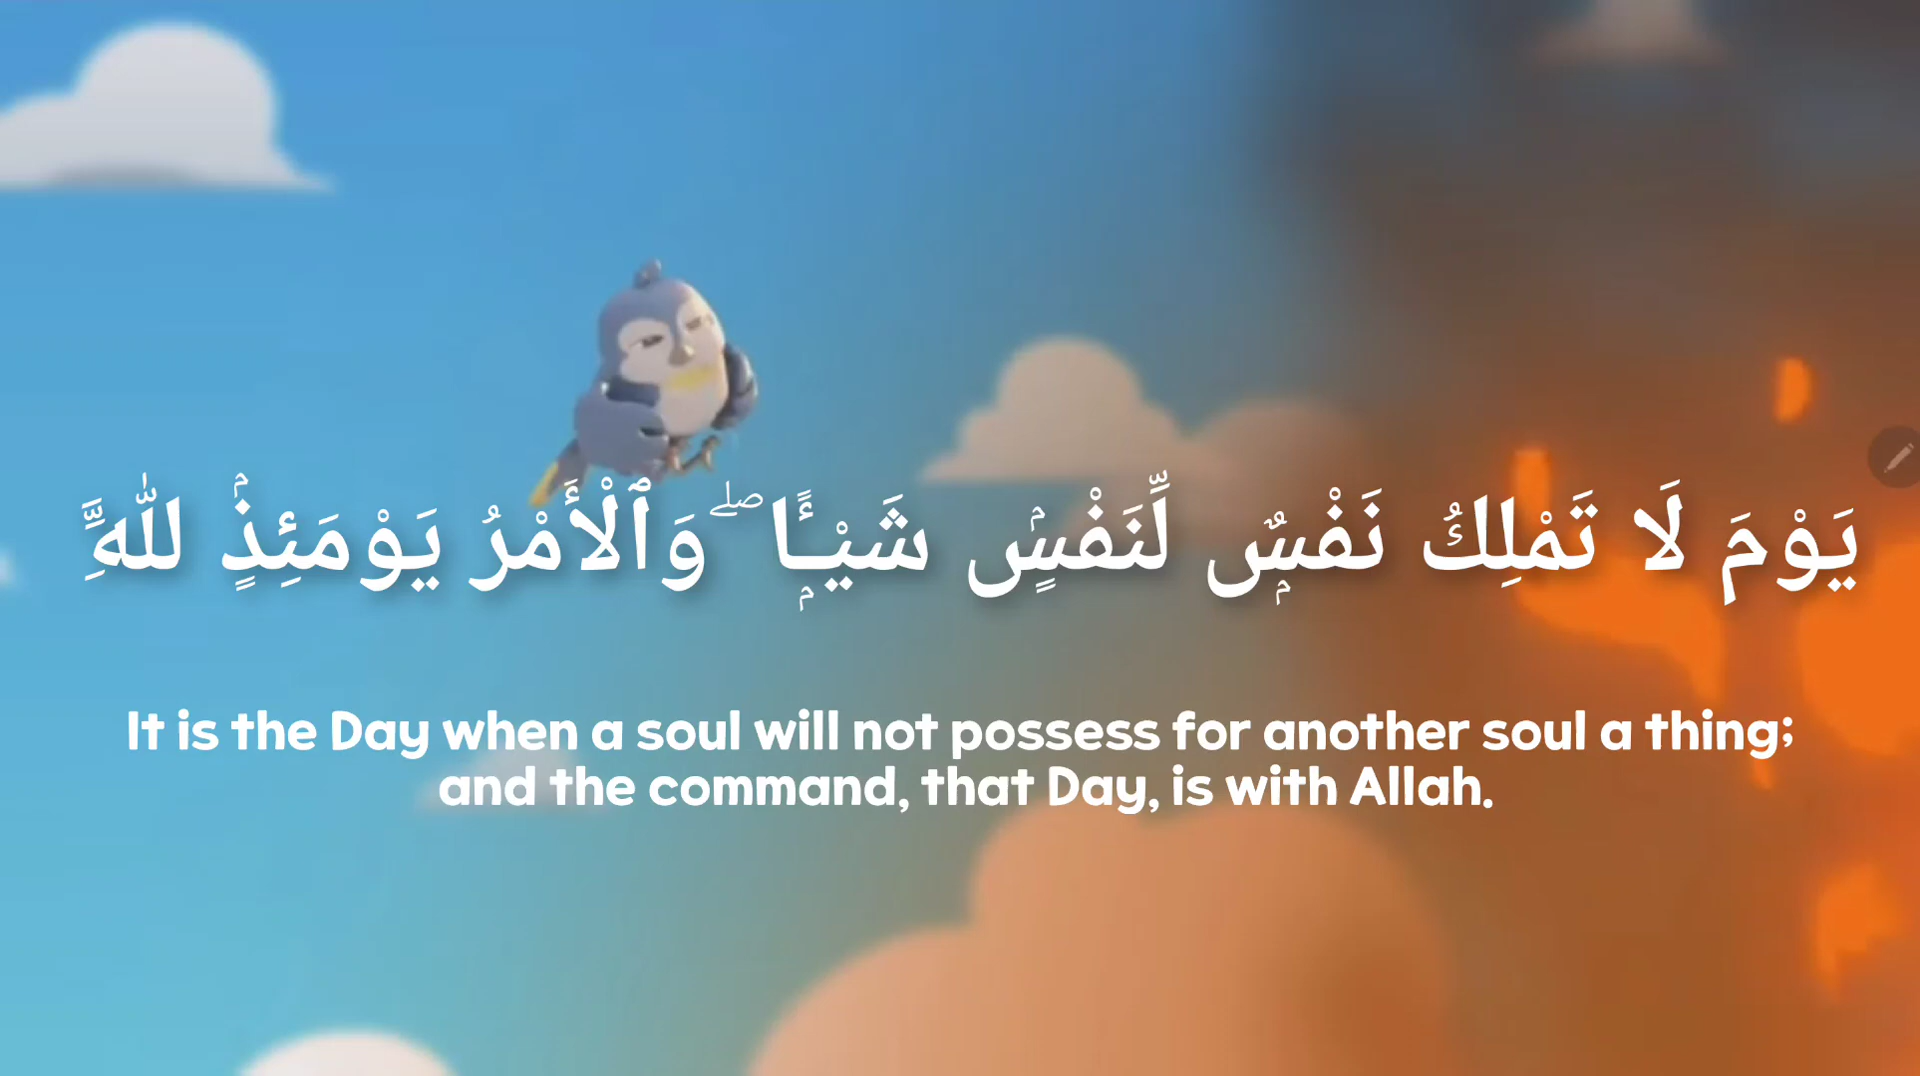 يَوْمَ لَا تَمْلِكُ نَفْسٌۭ لِّنَفْسٍۢ شَيْـًۭٔا ۖ وَٱلْأَمْرُ يَوْمَئِذٍۢ لِّلَّهِ
It is the Day when a soul will not possess for another soul a thing;
and the command, that Day, is with Allah.